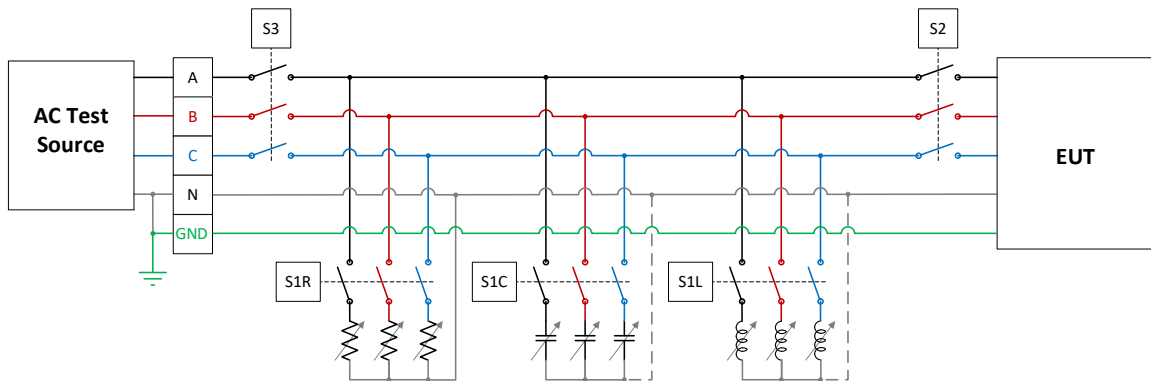 S3
S2
AC Test
Source
A
B
C
N
GND
EUT
S1R
S1C
S1L